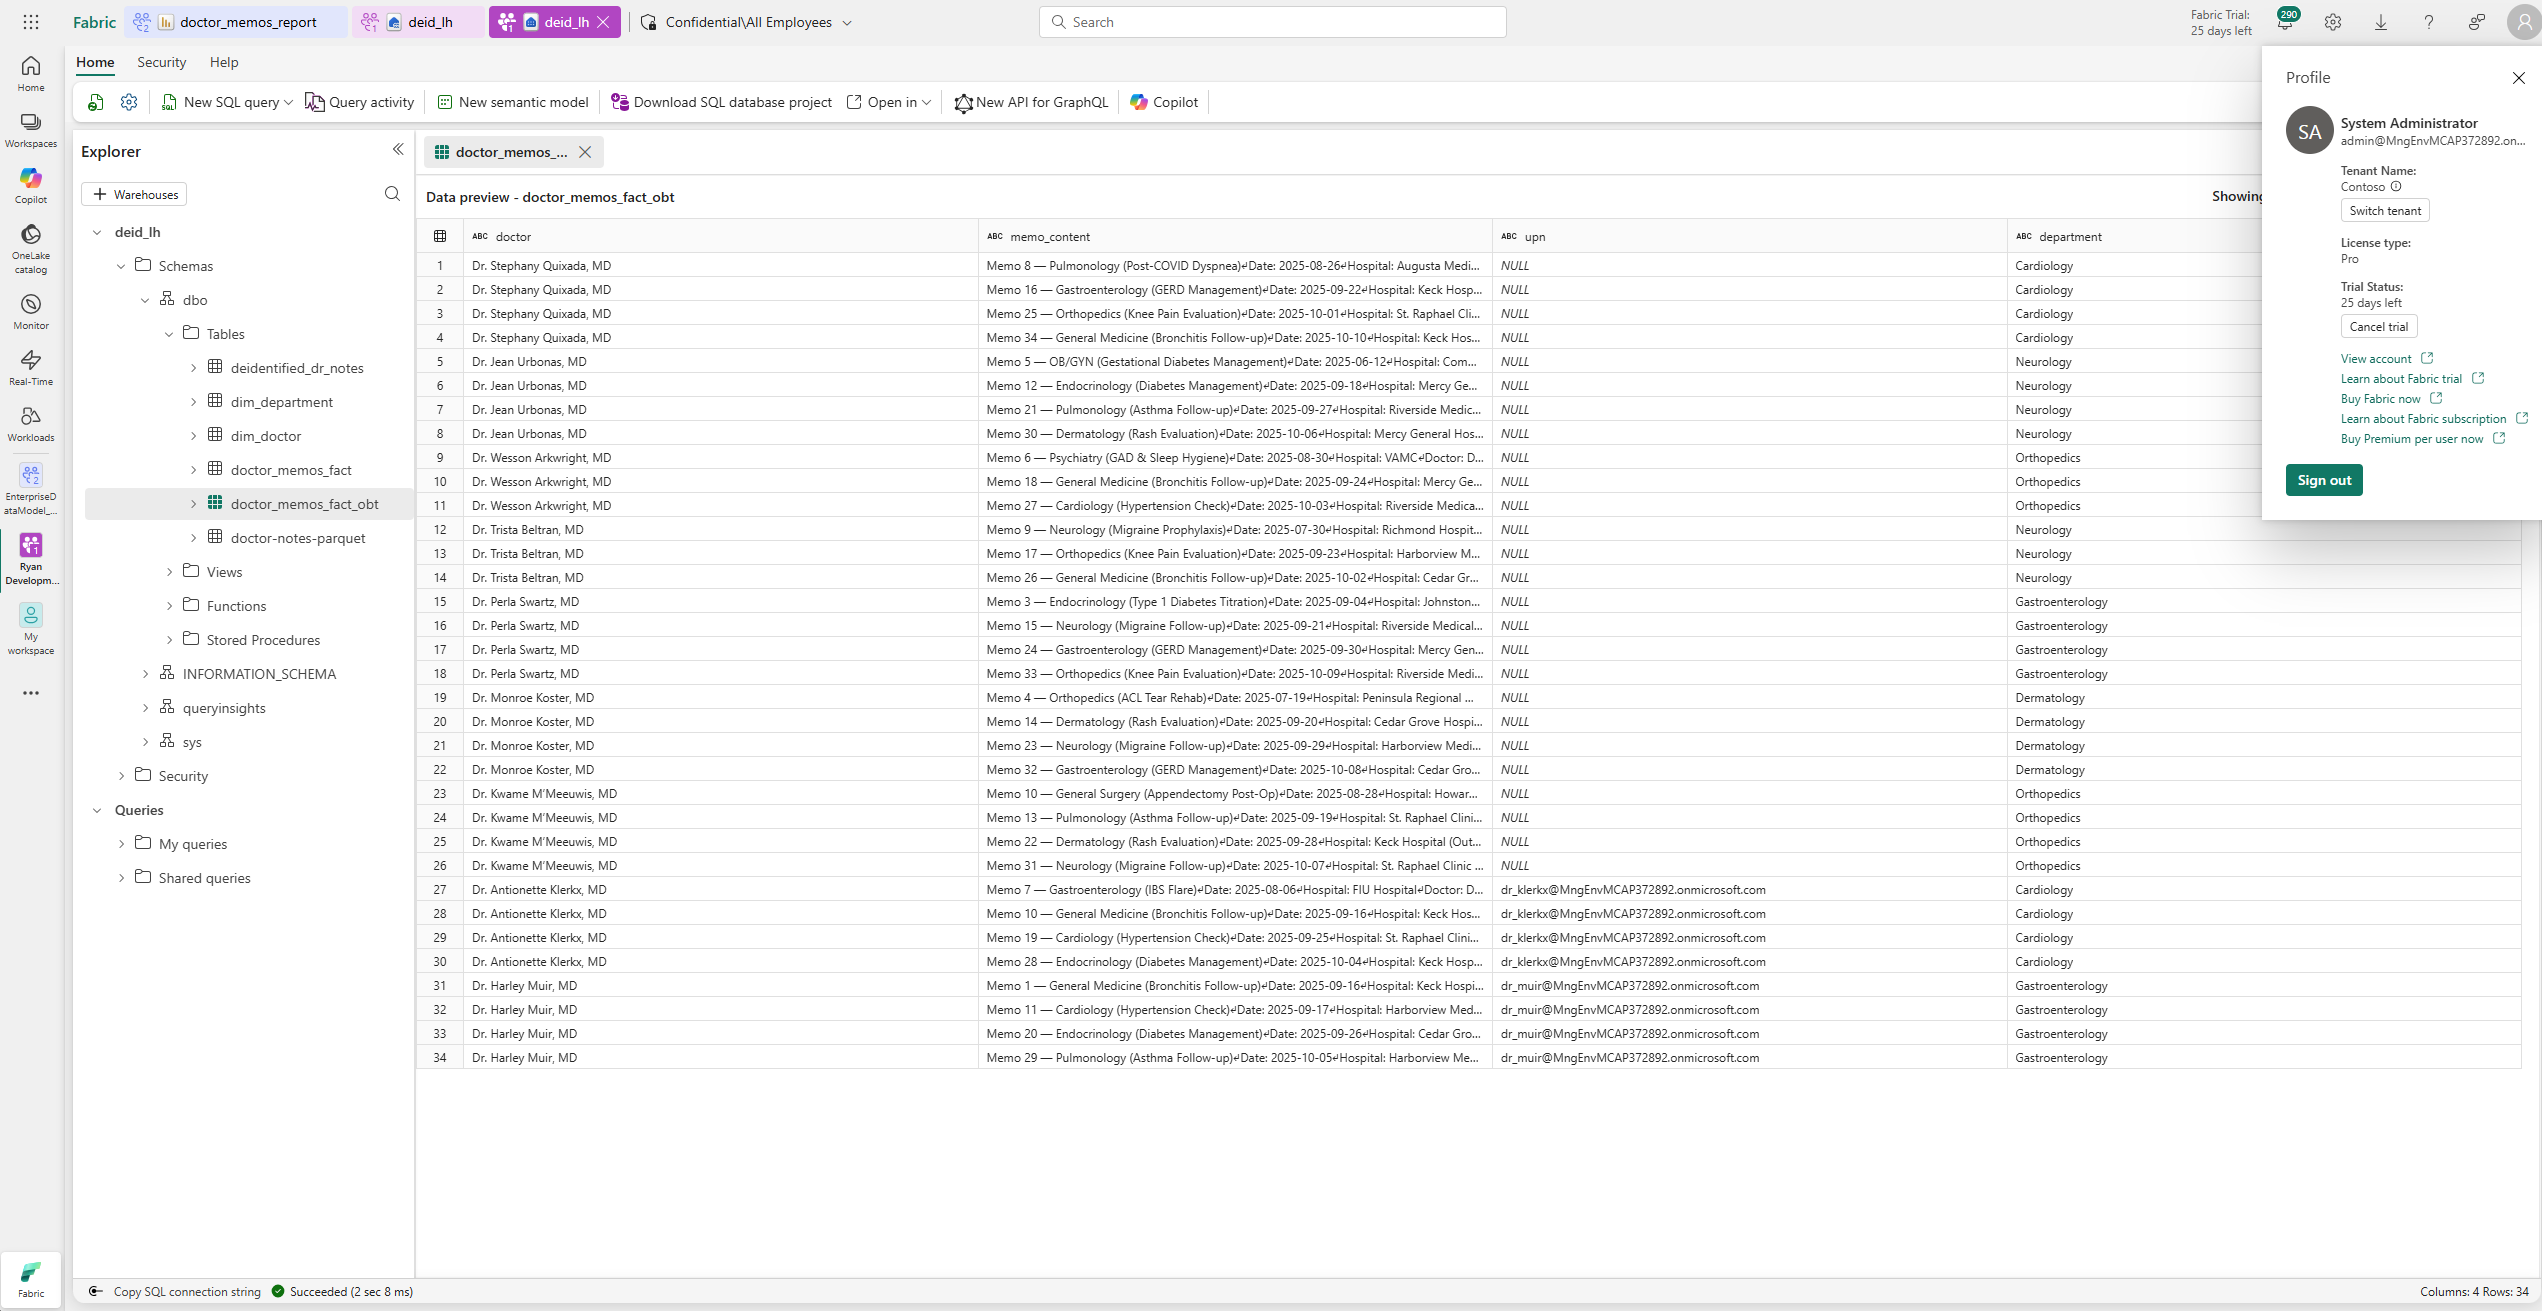 Fabric
doctor_memos_report
deid_lh
deid_lh
Confidential\All Employees
Search
Fabric Trial:
25 days left
290
Home
Workspaces
Copilot
OneLake
catalog
Monitor
Real-Time
Workloads
EnterpriseD
ataModel_...
Ryan
Developm...
My
workspace
Fabric
Home Security Help
New SQL query Query activity New semantic model Download SQL database project Open in New API for GraphQL Copilot
Explorer
Warehouses
deid_lh
Schemas
dbo
Tables
deidentified_dr_notes
dim_department
dim_doctor
doctor_memos_fact
doctor_memos_fact_obt
doctor-notes-parquet
Views
Functions
Stored Procedures
INFORMATION_SCHEMA
queryinsights
sys
Security
Queries
My queries
Shared queries
doctor_memos_...
Data preview - doctor_memos_fact_obt
Showing
ABC doctor ABC memo_content ABC upn ABC department
1 Dr. Stephany Quixada, MD Memo 8 — Pulmonology (Post-COVID Dyspnea)↵Date: 2025-08-26↵Hospital: Augusta Medi... NULL Cardiology
2 Dr. Stephany Quixada, MD Memo 16 — Gastroenterology (GERD Management)↵Date: 2025-09-22↵Hospital: Keck Hosp... NULL Cardiology
3 Dr. Stephany Quixada, MD Memo 25 — Orthopedics (Knee Pain Evaluation)↵Date: 2025-10-01↵Hospital: St. Raphael Cli... NULL Cardiology
4 Dr. Stephany Quixada, MD Memo 34 — General Medicine (Bronchitis Follow-up)↵Date: 2025-10-10↵Hospital: Keck Hos... NULL Cardiology
5 Dr. Jean Urbonas, MD Memo 5 — OB/GYN (Gestational Diabetes Management)↵Date: 2025-06-12↵Hospital: Com... NULL Neurology
6 Dr. Jean Urbonas, MD Memo 12 — Endocrinology (Diabetes Management)↵Date: 2025-09-18↵Hospital: Mercy Ge... NULL Neurology
7 Dr. Jean Urbonas, MD Memo 21 — Pulmonology (Asthma Follow-up)↵Date: 2025-09-27↵Hospital: Riverside Medic... NULL Neurology
8 Dr. Jean Urbonas, MD Memo 30 — Dermatology (Rash Evaluation)↵Date: 2025-10-06↵Hospital: Mercy General Hos... NULL Neurology
9 Dr. Wesson Arkwright, MD Memo 6 — Psychiatry (GAD & Sleep Hygiene)↵Date: 2025-08-30↵Hospital: VAMC↵Doctor: D... NULL Orthopedics
10 Dr. Wesson Arkwright, MD Memo 18 — General Medicine (Bronchitis Follow-up)↵Date: 2025-09-24↵Hospital: Mercy Ge... NULL Orthopedics
11 Dr. Wesson Arkwright, MD Memo 27 — Cardiology (Hypertension Check)↵Date: 2025-10-03↵Hospital: Riverside Medica... NULL Orthopedics
12 Dr. Trista Beltran, MD Memo 9 — Neurology (Migraine Prophylaxis)↵Date: 2025-07-30↵Hospital: Richmond Hospit... NULL Neurology
13 Dr. Trista Beltran, MD Memo 17 — Orthopedics (Knee Pain Evaluation)↵Date: 2025-09-23↵Hospital: Harborview M... NULL Neurology
14 Dr. Trista Beltran, MD Memo 26 — General Medicine (Bronchitis Follow-up)↵Date: 2025-10-02↵Hospital: Cedar Gr... NULL Neurology
15 Dr. Perla Swartz, MD Memo 3 — Endocrinology (Type 1 Diabetes Titration)↵Date: 2025-09-04↵Hospital: Johnston... NULL Gastroenterology
16 Dr. Perla Swartz, MD Memo 15 — Neurology (Migraine Follow-up)↵Date: 2025-09-21↵Hospital: Riverside Medical... NULL Gastroenterology
17 Dr. Perla Swartz, MD Memo 24 — Gastroenterology (GERD Management)↵Date: 2025-09-30↵Hospital: Mercy Gen... NULL Gastroenterology
18 Dr. Perla Swartz, MD Memo 33 — Orthopedics (Knee Pain Evaluation)↵Date: 2025-10-09↵Hospital: Riverside Medi... NULL Gastroenterology
19 Dr. Monroe Koster, MD Memo 4 — Orthopedics (ACL Tear Rehab)↵Date: 2025-07-19↵Hospital: Peninsula Regional ... NULL Dermatology
20 Dr. Monroe Koster, MD Memo 14 — Dermatology (Rash Evaluation)↵Date: 2025-09-20↵Hospital: Cedar Grove Hospi... NULL Dermatology
21 Dr. Monroe Koster, MD Memo 23 — Neurology (Migraine Follow-up)↵Date: 2025-09-29↵Hospital: Harborview Medi... NULL Dermatology
22 Dr. Monroe Koster, MD Memo 32 — Gastroenterology (GERD Management)↵Date: 2025-10-08↵Hospital: Cedar Gro... NULL Dermatology
23 Dr. Kwame M’Meeuwis, MD Memo 10 — General Surgery (Appendectomy Post-Op)↵Date: 2025-08-28↵Hospital: Howar... NULL Orthopedics
24 Dr. Kwame M’Meeuwis, MD Memo 13 — Pulmonology (Asthma Follow-up)↵Date: 2025-09-19↵Hospital: St. Raphael Clini... NULL Orthopedics
25 Dr. Kwame M’Meeuwis, MD Memo 22 — Dermatology (Rash Evaluation)↵Date: 2025-09-28↵Hospital: Keck Hospital (Out... NULL Orthopedics
26 Dr. Kwame M’Meeuwis, MD Memo 31 — Neurology (Migraine Follow-up)↵Date: 2025-10-07↵Hospital: St. Raphael Clinic ... NULL Orthopedics
27 Dr. Antionette Klerkx, MD Memo 7 — Gastroenterology (IBS Flare)↵Date: 2025-08-06↵Hospital: FIU Hospital↵Doctor: D... dr_klerkx@MngEnvMCAP372892.onmicrosoft.com Cardiology
28 Dr. Antionette Klerkx, MD Memo 10 — General Medicine (Bronchitis Follow-up)↵Date: 2025-09-16↵Hospital: Keck Hos... dr_klerkx@MngEnvMCAP372892.onmicrosoft.com Cardiology
29 Dr. Antionette Klerkx, MD Memo 19 — Cardiology (Hypertension Check)↵Date: 2025-09-25↵Hospital: St. Raphael Clini... dr_klerkx@MngEnvMCAP372892.onmicrosoft.com Cardiology
30 Dr. Antionette Klerkx, MD Memo 28 — Endocrinology (Diabetes Management)↵Date: 2025-10-04↵Hospital: Keck Hosp... dr_klerkx@MngEnvMCAP372892.onmicrosoft.com Cardiology
31 Dr. Harley Muir, MD Memo 1 — General Medicine (Bronchitis Follow-up)↵Date: 2025-09-16↵Hospital: Keck Hospi... dr_muir@MngEnvMCAP372892.onmicrosoft.com Gastroenterology
32 Dr. Harley Muir, MD Memo 11 — Cardiology (Hypertension Check)↵Date: 2025-09-17↵Hospital: Harborview Med... dr_muir@MngEnvMCAP372892.onmicrosoft.com Gastroenterology
33 Dr. Harley Muir, MD Memo 20 — Endocrinology (Diabetes Management)↵Date: 2025-09-26↵Hospital: Cedar Gro... dr_muir@MngEnvMCAP372892.onmicrosoft.com Gastroenterology
34 Dr. Harley Muir, MD Memo 29 — Pulmonology (Asthma Follow-up)↵Date: 2025-10-05↵Hospital: Harborview Me... dr_muir@MngEnvMCAP372892.onmicrosoft.com Gastroenterology
Profile
SA
System Administrator
admin@MngEnvMCAP372892.on...
Tenant Name:
Contoso
Switch tenant
License type:
Pro
Trial Status:
25 days left
Cancel trial
View account
Learn about Fabric trial
Buy Fabric now
Learn about Fabric subscription
Buy Premium per user now
Sign out
Copy SQL connection string Succeeded (2 sec 8 ms)
Columns: 4 Rows: 34